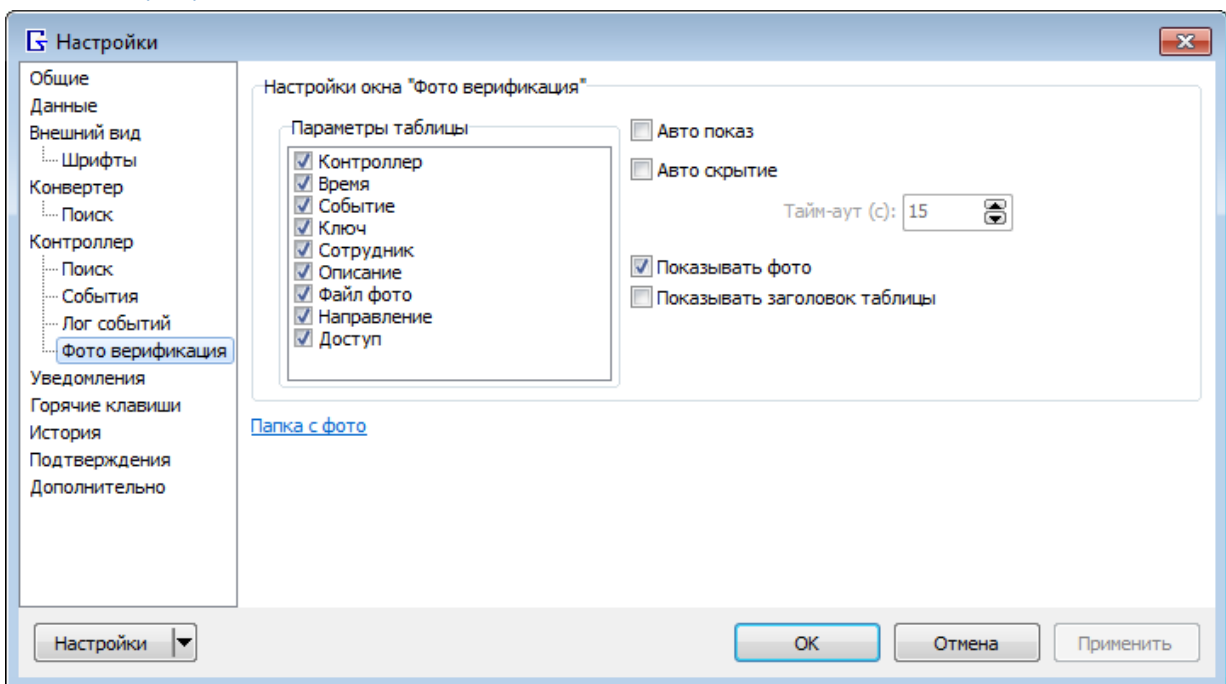 Настройки
Общие
Данные
Внешний вид
Шрифты
Конвертер
Поиск
Контроллер
Поиск
События
Лог событий
Фото верификация
Уведомления
Горячие клавиши
История
Подтверждения
Дополнительно
Настройки окна "Фото верификация"
Параметры таблицы
Контроллер
Время
Событие
Ключ
Сотрудник
Описание
Файл фото
Направление
Доступ
Авто показ
Авто скрытие
Тайм-аут (с): 15
Показывать фото
Показывать заголовок таблицы
Папка с фото
Настройки
ОК
Отмена
Применить